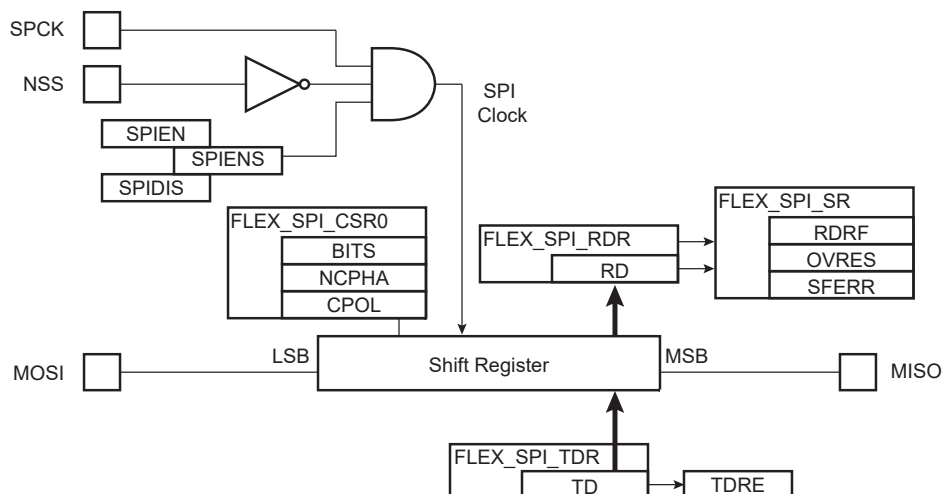 SPCK
NSS
SPI
Clock
SPIEN
SPIENS
SPIDIS
FLEX_SPI_CSR0
BITS
NCPHA
CPOL
FLEX_SPI_RDR
RD
FLEX_SPI_SR
RDRF
OVRES
SFERR
MOSI
LSB
Shift Register
MSB
MISO
FLEX_SPI_TDR
TD
TDRE